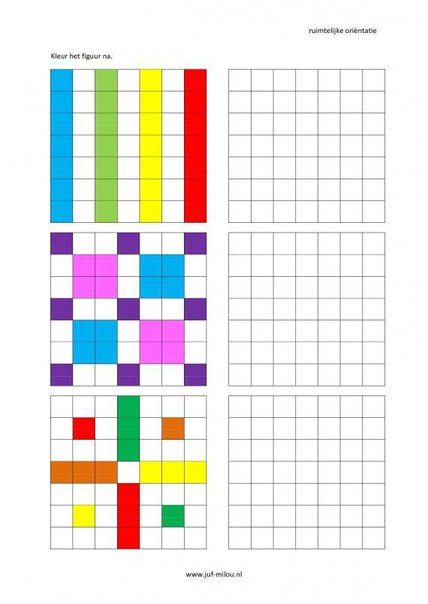 ruimtelijke oriëntatie
Kleur het figuur na.
www.juf-milou.nl